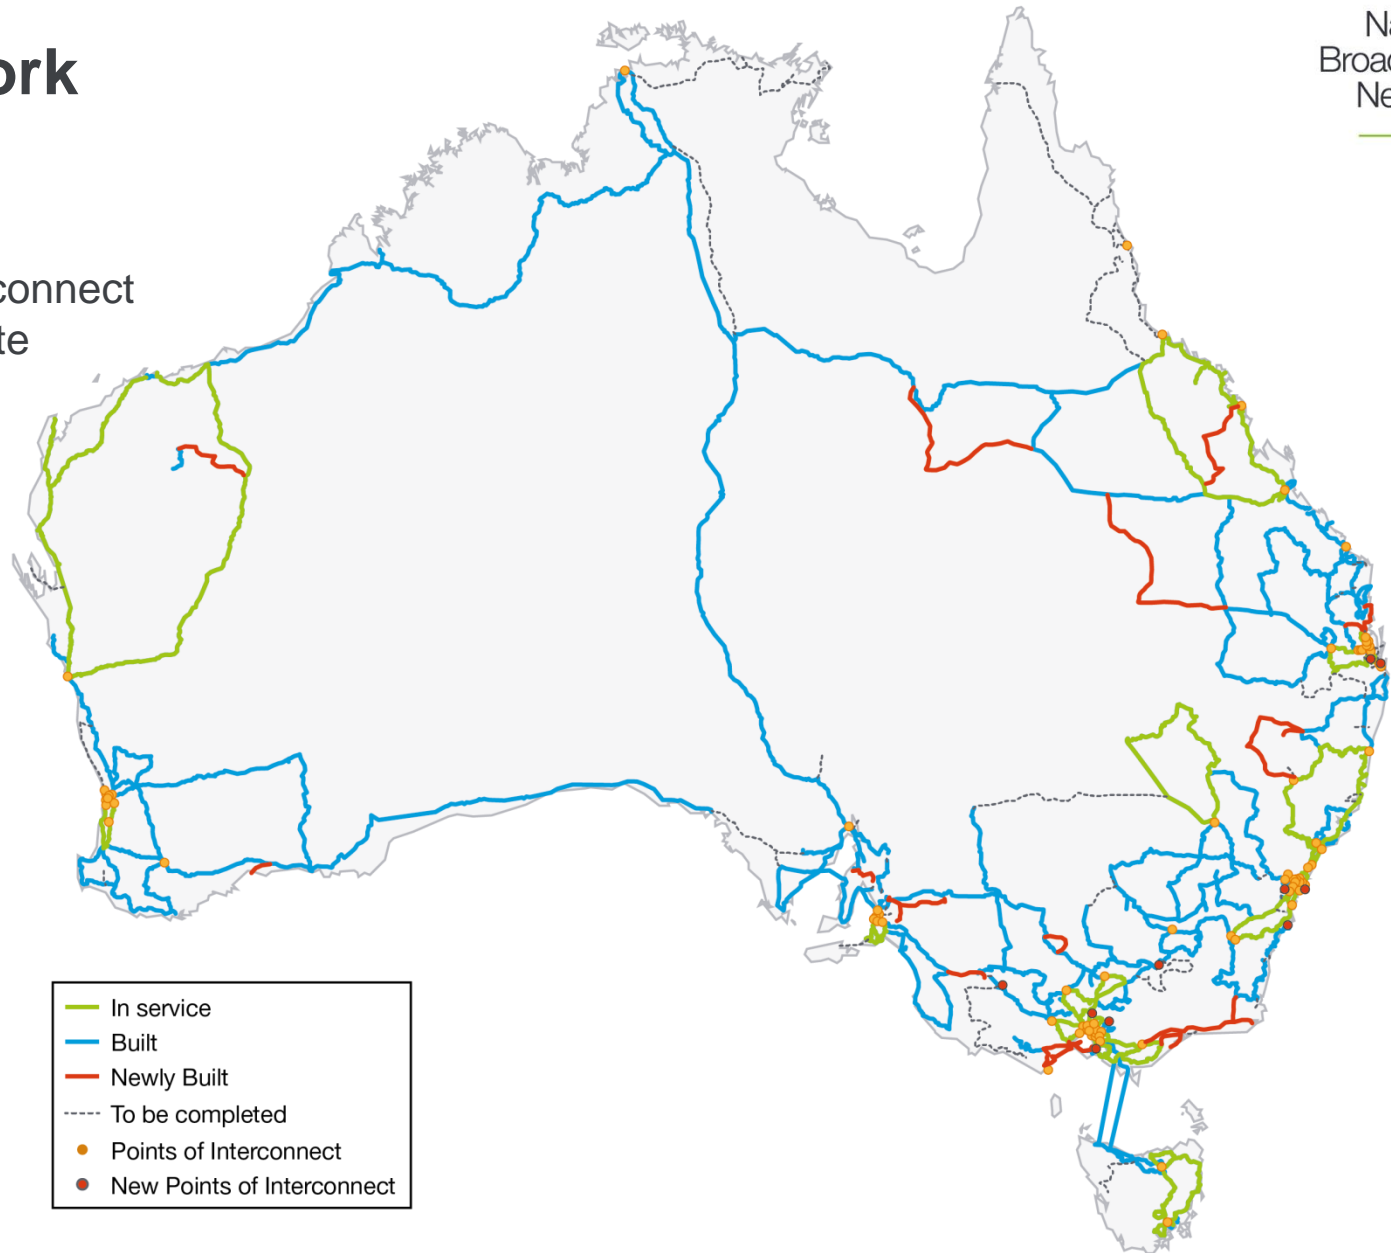 ork
connect
te
Na
Broad
Ne
In service
Built
Newly Built
To be completed
Points of Interconnect
New Points of Interconnect